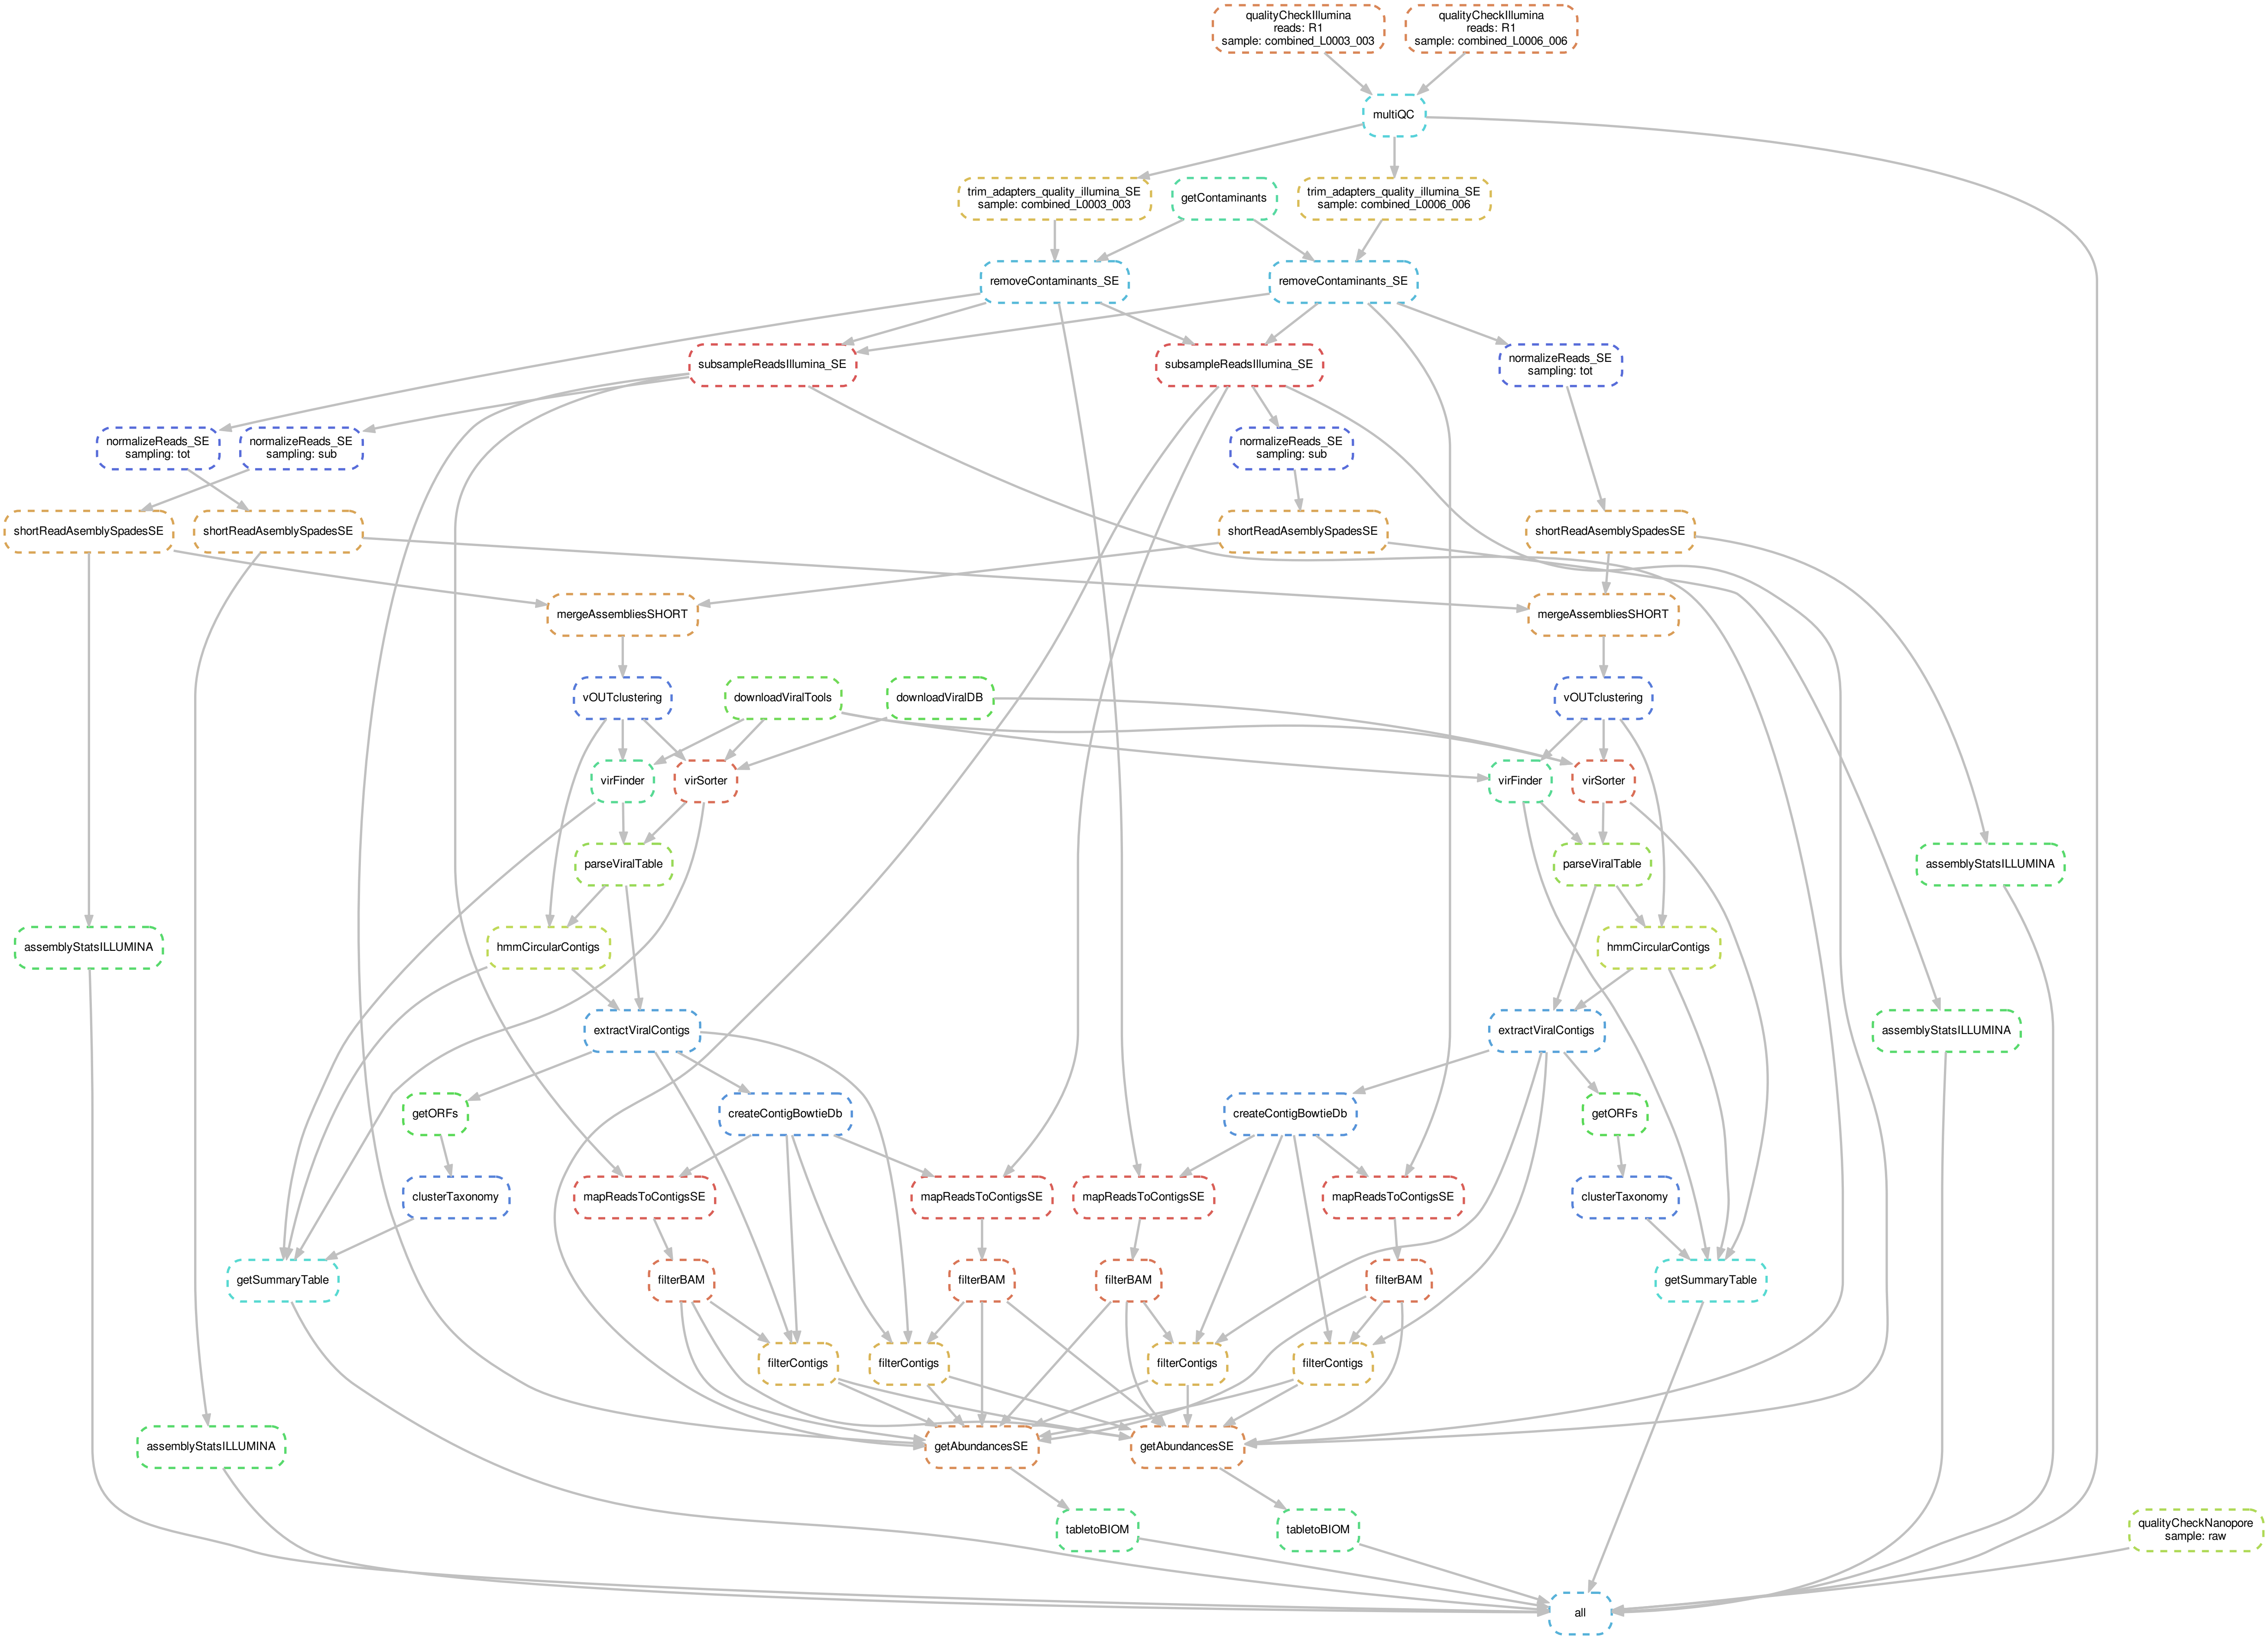 qualityCheckIllumina
reads: R1
sample: combined_L0003_003
qualityCheckIllumina
reads: R1
sample: combined_L0006_006
multiQC
trim_adapters_quality_illumina_SE
sample: combined_L0003_003
getContaminants
trim_adapters_quality_illumina_SE
sample: combined_L0006_006
removeContaminants_SE
removeContaminants_SE
subsampleReadsIllumina_SE
subsampleReadsIllumina_SE
normalizeReads_SE
sampling: tot
normalizeReads_SE
sampling: tot
normalizeReads_SE
sampling: sub
normalizeReads_SE
sampling: sub
shortReadAsemblySpadesSE
shortReadAsemblySpadesSE
shortReadAsemblySpadesSE
shortReadAsemblySpadesSE
mergeAssembliesSHORT
mergeAssembliesSHORT
vOUTclustering
downloadViralTools
downloadViralDB
vOUTclustering
virFinder
virSorter
virFinder
virSorter
parseViralTable
parseViralTable
assemblyStatsILLUMINA
assemblyStatsILLUMINA
hmmCircularContigs
hmmCircularContigs
extractViralContigs
extractViralContigs
assemblyStatsILLUMINA
getORFs
createContigBowtieDb
createContigBowtieDb
getORFs
clusterTaxonomy
mapReadsToContigsSE
mapReadsToContigsSE
mapReadsToContigsSE
mapReadsToContigsSE
clusterTaxonomy
getSummaryTable
filterBAM
filterBAM
filterBAM
filterBAM
getSummaryTable
filterContigs
filterContigs
filterContigs
filterContigs
assemblyStatsILLUMINA
getAbundancesSE
getAbundancesSE
tabletoBIOM
tabletoBIOM
qualityCheckNanopore
sample: raw
all